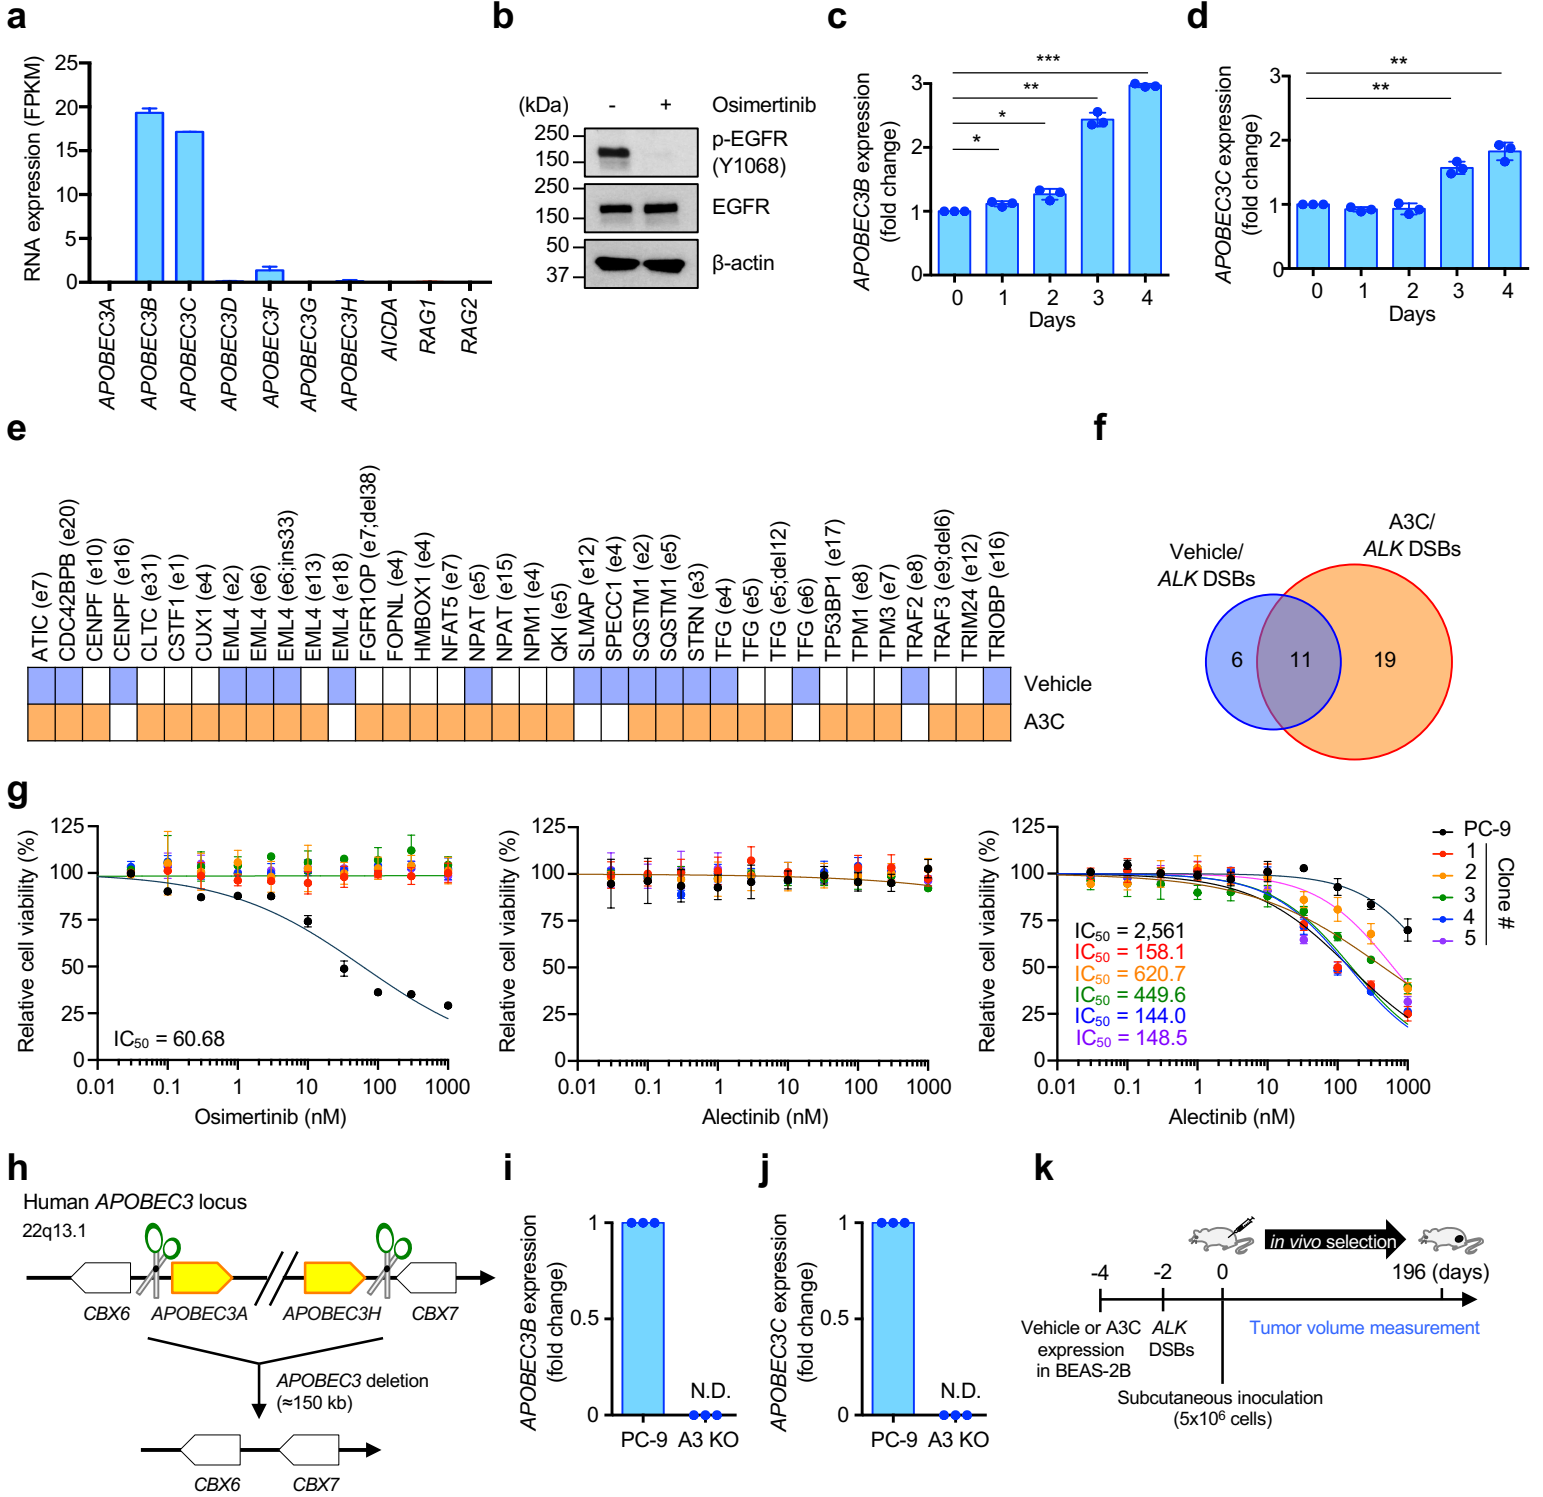 a
RNA expression (FPKM)
25
20
15
10
5
0
APOBEC3A
APOBEC3B
APOBEC3C
APOBEC3D
APOBEC3F
APOBEC3G
APOBEC3H
AICDA
RAG1
RAG2
b
(kDa) - + Osimertinib
250
150
p-EGFR
(Y1068)
250
150
EGFR
50
37
β-actin
c
APOBEC3B expression
(fold change)
3
2
1
0
***
**
*
*
0 1 2 3 4
Days
d
APOBEC3C expression
(fold change)
3
2
1
0
**
**
0 1 2 3 4
Days
e
ATIC (e7)
CDC42BPB (e20)
CENPF (e10)
CENPF (e16)
CLTC (e31)
CSTF1 (e1)
CUX1 (e4)
EML4 (e2)
EML4 (e6)
EML4 (e6;ins33)
EML4 (e13)
EML4 (e18)
FGFR1OP (e7;del38)
FOPNL (e4)
HMBOX1 (e4)
NFAT5 (e7)
NPAT (e5)
NPAT (e15)
NPM1 (e4)
QKI (e5)
SLMAP (e12)
SPECC1 (e4)
SQSTM1 (e2)
SQSTM1 (e5)
STRN (e3)
TFG (e4)
TFG (e5)
TFG (e5;del12)
TFG (e6)
TP53BP1 (e17)
TPM1 (e8)
TPM3 (e7)
TRAF2 (e8)
TRAF3 (e9;del6)
TRIM24 (e12)
TRIOBP (e16)
Vehicle
A3C
f
Vehicle/
ALK DSBs
A3C/
ALK DSBs
6 11 19
g
Relative cell viability (%)
125
100
75
50
25
0
IC50 = 60.68
0.01 0.1 1 10 100 1000
Osimertinib (nM)
Relative cell viability (%)
125
100
75
50
25
0
0.01 0.1 1 10 100 1000
Alectinib (nM)
Relative cell viability (%)
125
100
75
50
25
0
IC50 = 2,561
IC50 = 158.1
IC50 = 620.7
IC50 = 449.6
IC50 = 144.0
IC50 = 148.5
0.01 0.1 1 10 100 1000
Alectinib (nM)
PC-9
1
2
3
4
5
Clone #
h
Human APOBEC3 locus
22q13.1
CBX6 APOBEC3A APOBEC3H CBX7
APOBEC3 deletion
(≈150 kb)
CBX6 CBX7
i
APOBEC3B expression
(fold change)
1
0.5
0
N.D.
PC-9 A3 KO
j
APOBEC3C expression
(fold change)
1
0.5
0
N.D.
PC-9 A3 KO
k
in vivo selection
-4 -2 0 196 (days)
Vehicle or A3C
expression
in BEAS-2B
ALK
DSBs
Tumor volume measurement
Subcutaneous inoculation
(5x10⁶ cells)